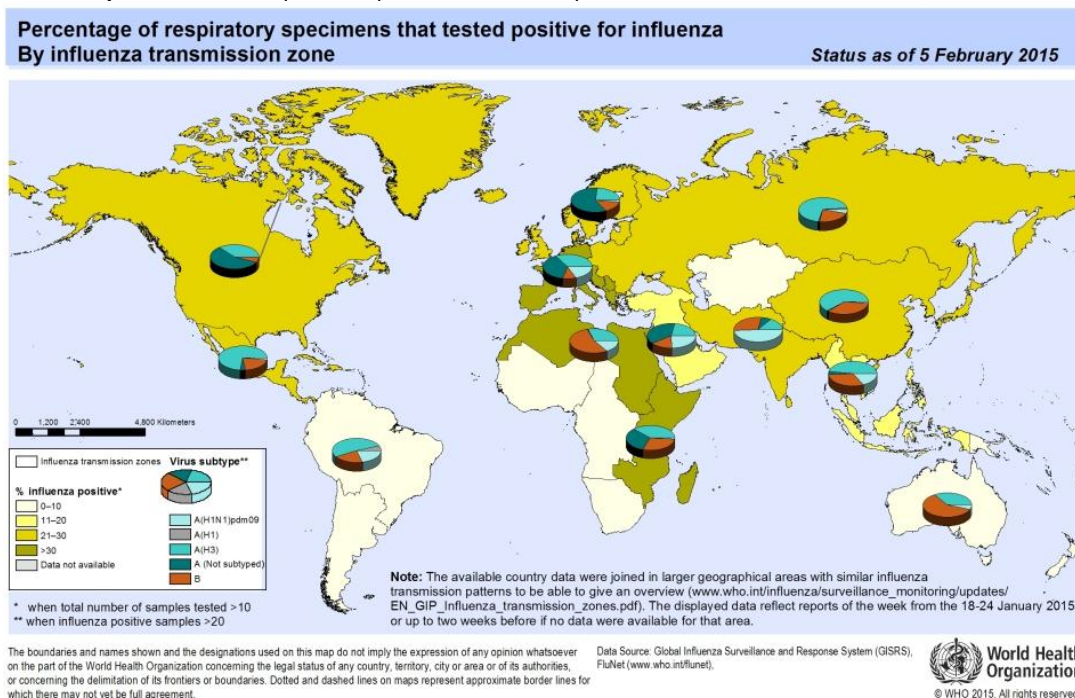 Percentage of respiratory specimens that tested positive for influenza
By influenza transmission zone
Status as of 5 February 2015
0 1,200 2,400 4,800 Kilometers
Influenza transmission zones
% influenza positive*
0–10
11–20
21–30
>30
Data not available
Virus subtype**
A(H1N1)pdm09
A(H1)
A(H3)
A (Not subtyped)
B
* when total number of samples tested >10
** when influenza positive samples >20
Note: The available country data were joined in larger geographical areas with similar influenza
transmission patterns to be able to give an overview (www.who.int/influenza/surveillance_monitoring/updates/
EN_GIP_Influenza_transmission_zones.pdf). The displayed data reflect reports of the week from the 18-24 January 2015
or up to two weeks before if no data were available for that area.
The boundaries and names shown and the designations used on this map do not imply the expression of any opinion whatsoever
on the part of the World Health Organization concerning the legal status of any country, territory, city or area or of its authorities,
or concerning the delimitation of its frontiers or boundaries. Dotted and dashed lines on maps represent approximate border lines for
which there may not yet be full agreement.
Data Source: Global Influenza Surveillance and Response System (GISRS),
FluNet (www.who.int/flunet).
World Health
Organization
© WHO 2015. All rights reserved